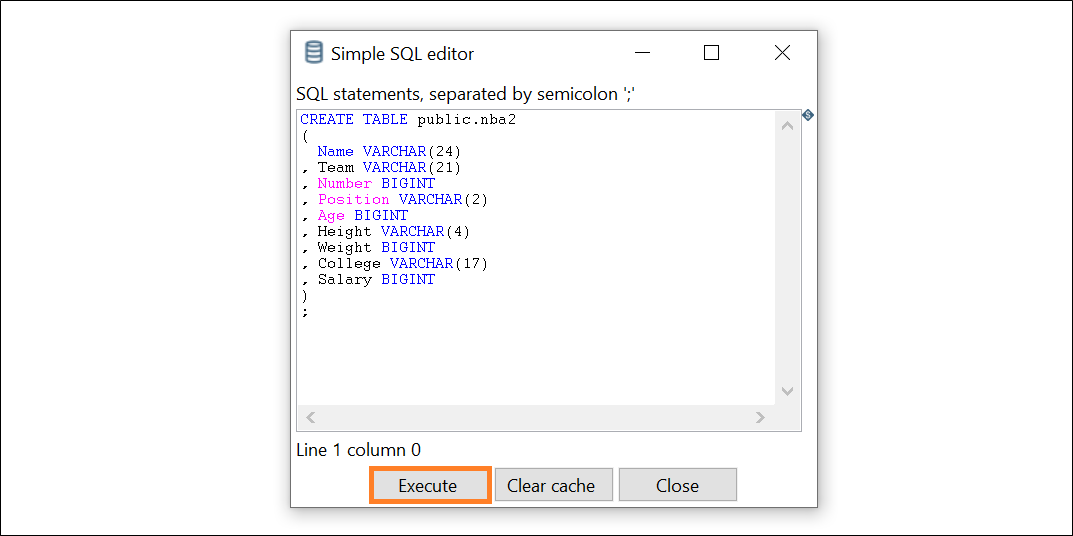 Simple SQL editor
SQL statements, separated by semicolon ';'
CREATE TABLE public.nba2
(
  Name VARCHAR(24)
, Team VARCHAR(21)
, Number BIGINT
, Position VARCHAR(2)
, Age BIGINT
, Height VARCHAR(4)
, Weight BIGINT
, College VARCHAR(17)
, Salary BIGINT
)
;
Line 1 column 0
Execute Clear cache Close